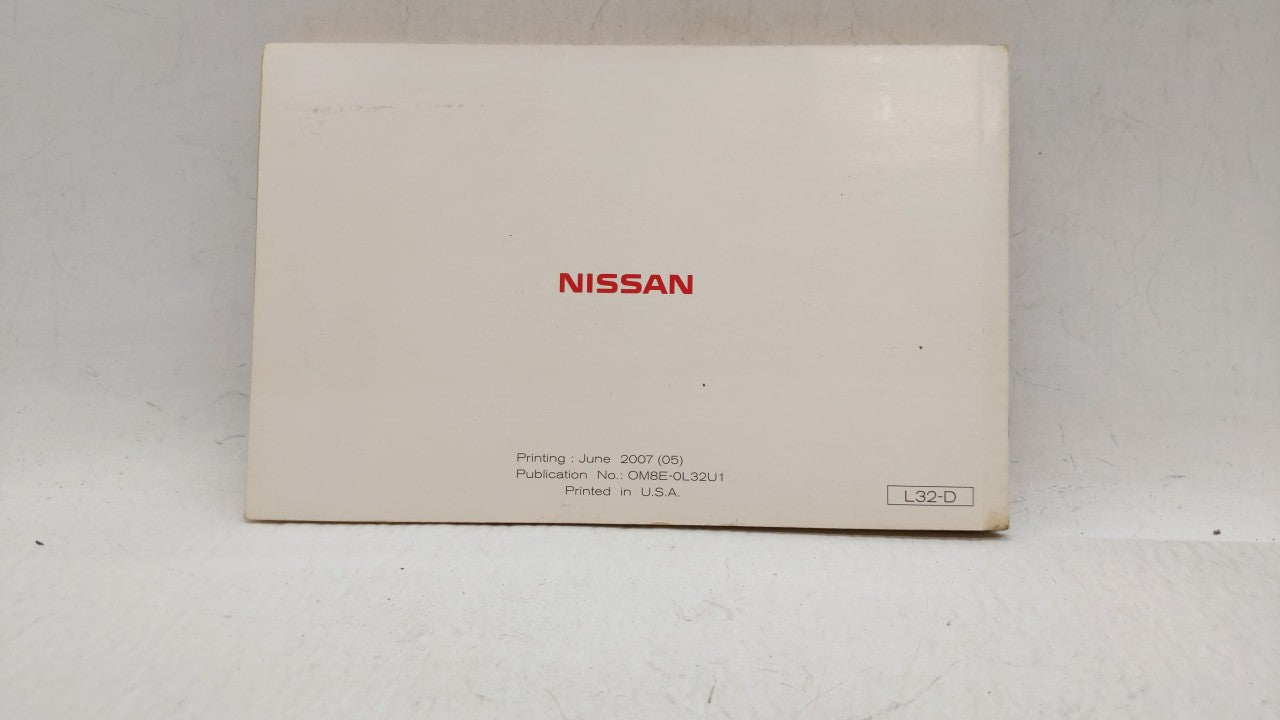 NISSAN
Printing : June 2007 (05)
Publication No.: OM8E-0L32U1
Printed in U.S.A.
L32-D